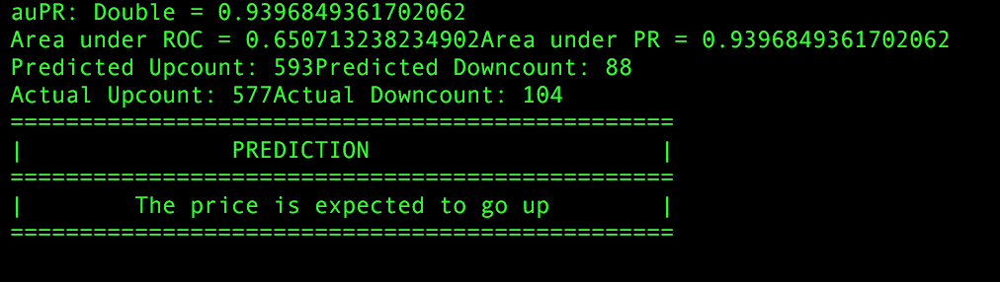 auPR: Double = 0.9396849361702062
Area under ROC = 0.650713238234902Area under PR = 0.9396849361702062
Predicted Upcount: 593Predicted Downcount: 88
Actual Upcount: 577Actual Downcount: 104
================================================
|               PREDICTION                     |
================================================
|        The price is expected to go up        |
================================================